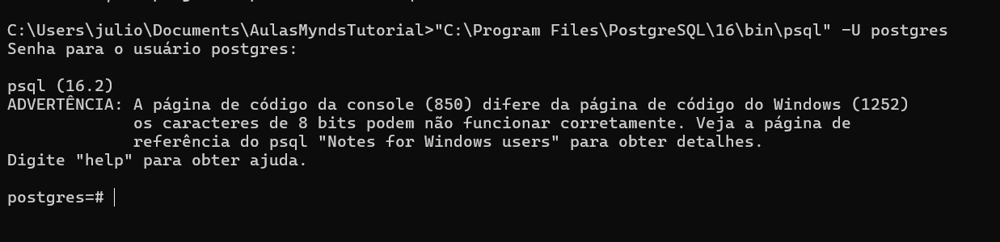 C:\Users\julio\Documents\AulasMyndsTutorial>"C:\Program Files\PostgreSQL\16\bin\psql" -U postgres
Senha para o usuário postgres:
psql (16.2)
ADVERTÊNCIA: A página de código da console (850) difere da página de código do Windows (1252)
os caracteres de 8 bits podem não funcionar corretamente. Veja a página de
referência do psql "Notes for Windows users" para obter detalhes.
Digite "help" para obter ajuda.
postgres=#